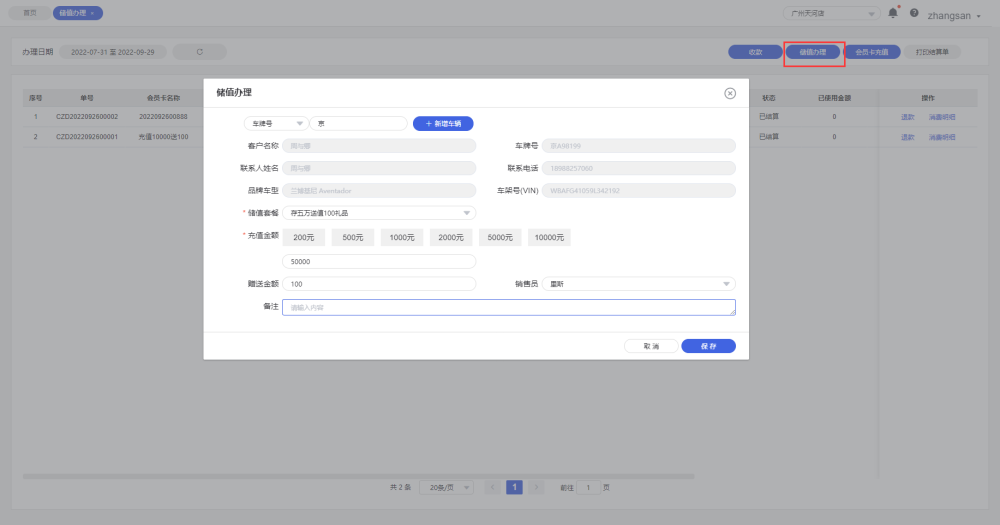 首页 储值办理 × 广州天河店 zhangsan
办理日期 2022-07-31 至 2022-09-29 收款 储值办理 会员卡充值 打印结算单
储值办理
序号 单号 会员卡名称 状态 已使用金额 操作
1 CZD2022092600002 2022092600888 已结算 0 退款 消费明细
2 CZD2022092600001 充值10000送100 已结算 0 退款 消费明细
车牌号 京 + 新增车辆
客户名称 车牌号 京A98199
联系人姓名 联系电话 18988257060
品牌车型 兰博基尼 Aventador 车架号(VIN) WBAFG41059L342192
* 储值套餐 存五万送值100礼品
* 充值金额 200元 500元 1000元 2000元 5000元 10000元
50000
赠送金额 100 销售员 里斯
备注 请输入内容
取 消 保 存
共 2 条 20条/页 < 1 > 前往 1 页